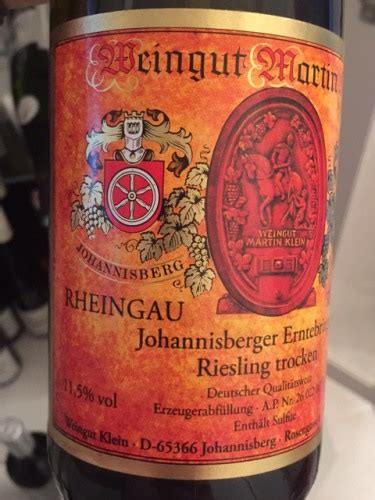 Weingut Martin
WEINGUT
MARTIN KLEIN
JOHANNISBERG
RHEINGAU
Johannisberger
Riesling trocken
11,5% vol
Deutscher
Erzeugerabfüllung · A.P. Nr. 26
Enthält Sulfite
Weingut Klein · D-65366 Johannisberg ·